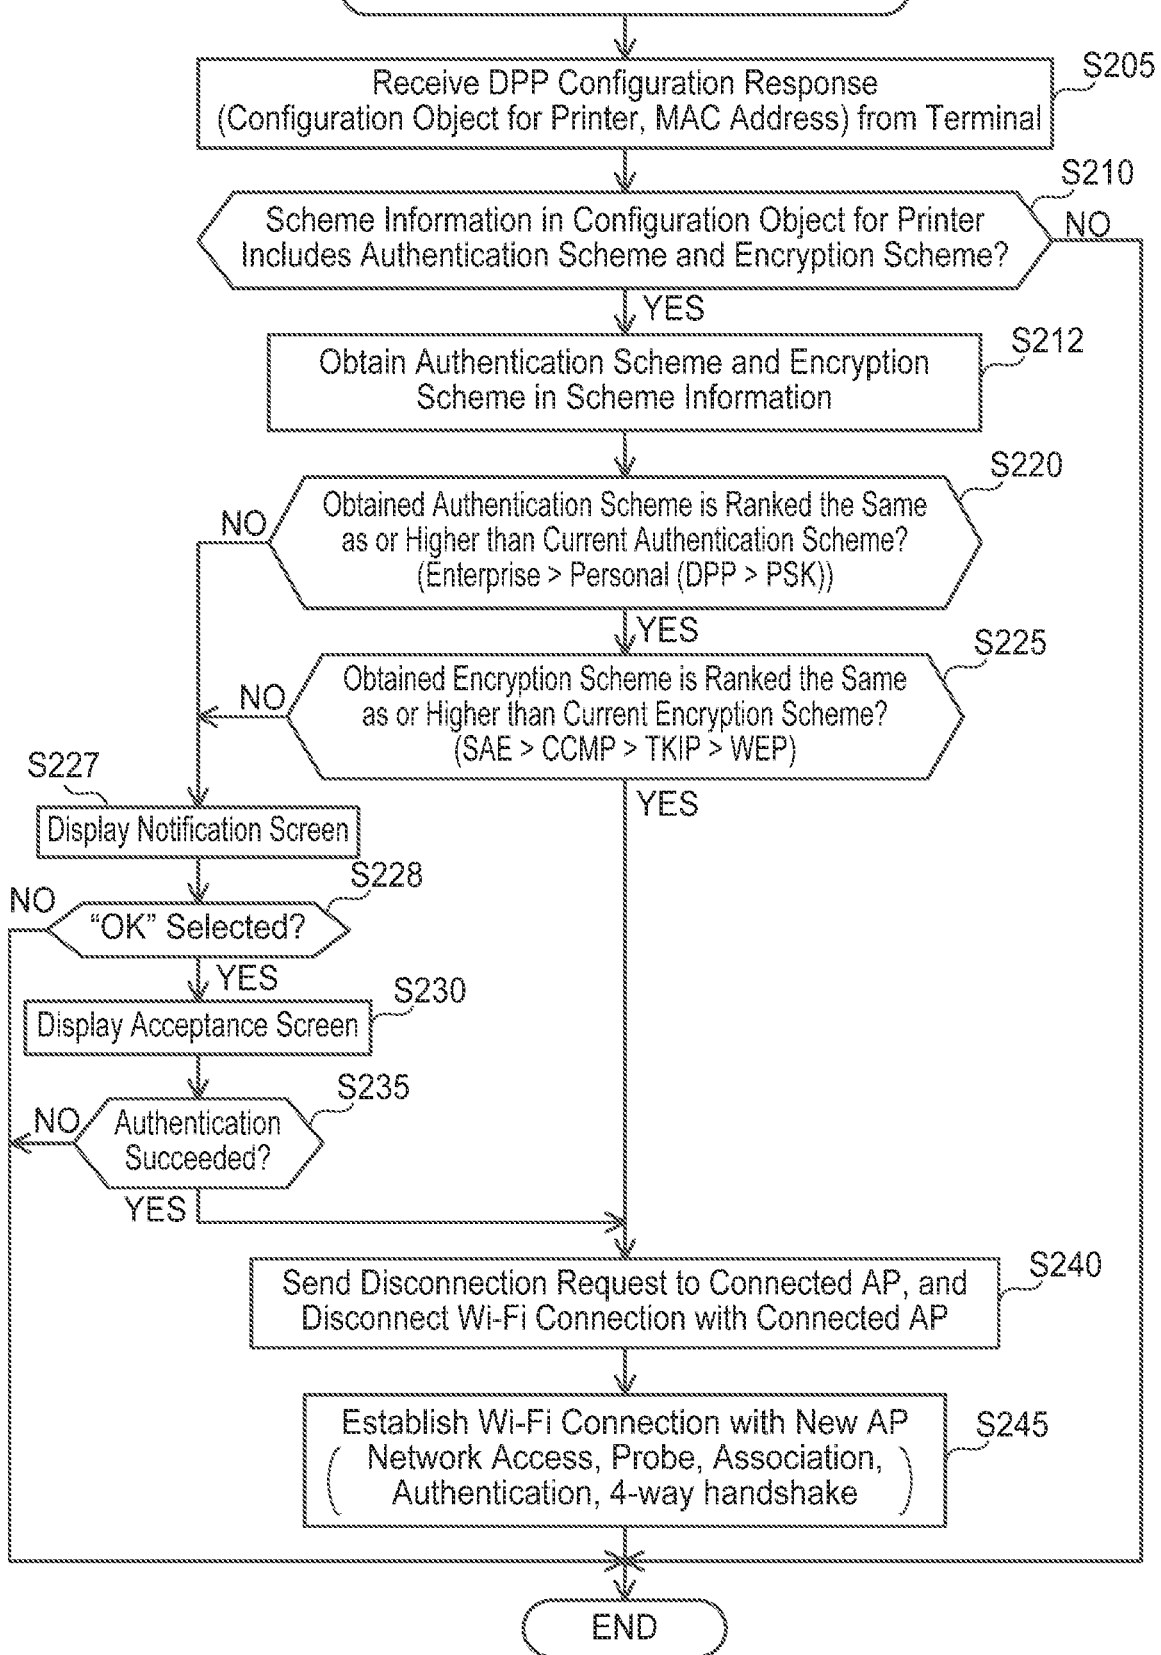 S205
Receive DPP Configuration Response
(Configuration Object for Printer, MAC Address) from Terminal
S210
Scheme Information in Configuration Object for Printer
Includes Authentication Scheme and Encryption Scheme?
NO
YES
S212
Obtain Authentication Scheme and Encryption
Scheme in Scheme Information
S220
Obtained Authentication Scheme is Ranked the Same
as or Higher than Current Authentication Scheme?
(Enterprise > Personal (DPP > PSK))
NO
YES
S225
Obtained Encryption Scheme is Ranked the Same
as or Higher than Current Encryption Scheme?
(SAE > CCMP > TKIP > WEP)
NO
YES
S227
Display Notification Screen
S228
NO
“OK” Selected?
YES
S230
Display Acceptance Screen
S235
NO
Authentication
Succeeded?
YES
S240
Send Disconnection Request to Connected AP, and
Disconnect Wi-Fi Connection with Connected AP
S245
Establish Wi-Fi Connection with New AP
(Network Access, Probe, Association,
Authentication, 4-way handshake)
END